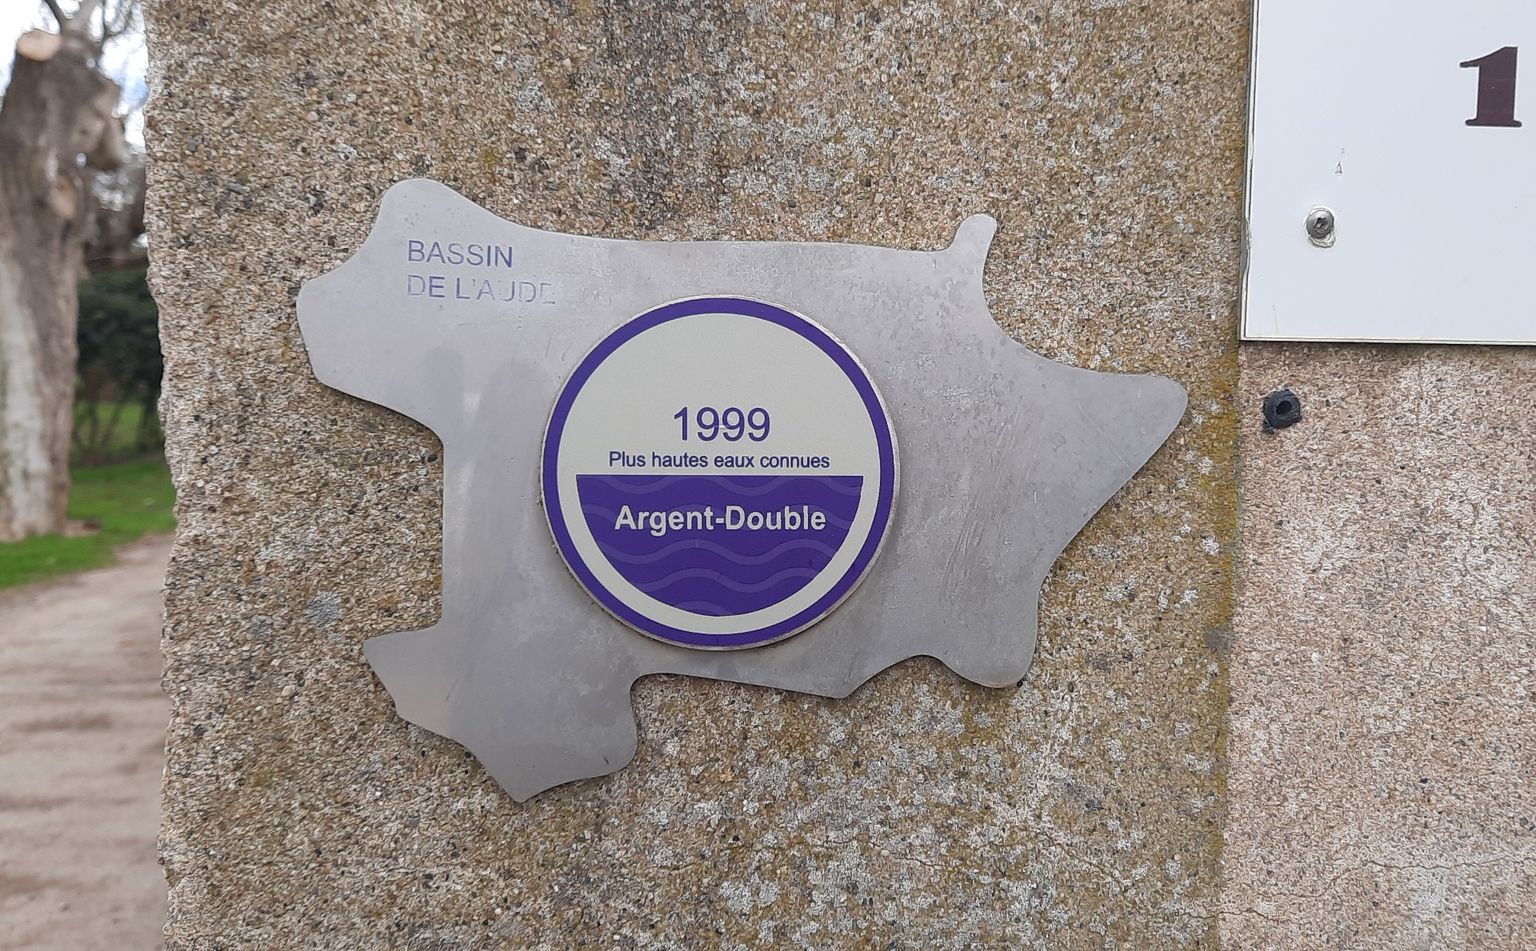 BASSIN
DE L'AUDE
1999
Plus hautes eaux connues
Argent-Double
1